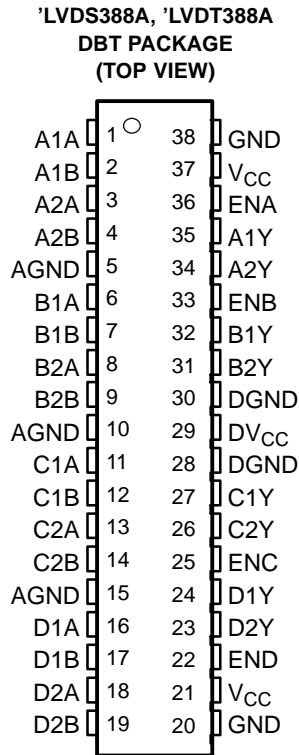 'LVDS388A, 'LVDT388A
DBT PACKAGE
(TOP VIEW)
A1A 1 38 GND
A1B 2 37 VCC
A2A 3 36 ENA
A2B 4 35 A1Y
AGND 5 34 A2Y
B1A 6 33 ENB
B1B 7 32 B1Y
B2A 8 31 B2Y
B2B 9 30 DGND
AGND 10 29 DVCC
C1A 11 28 DGND
C1B 12 27 C1Y
C2A 13 26 C2Y
C2B 14 25 ENC
AGND 15 24 D1Y
D1A 16 23 D2Y
D1B 17 22 END
D2A 18 21 VCC
D2B 19 20 GND